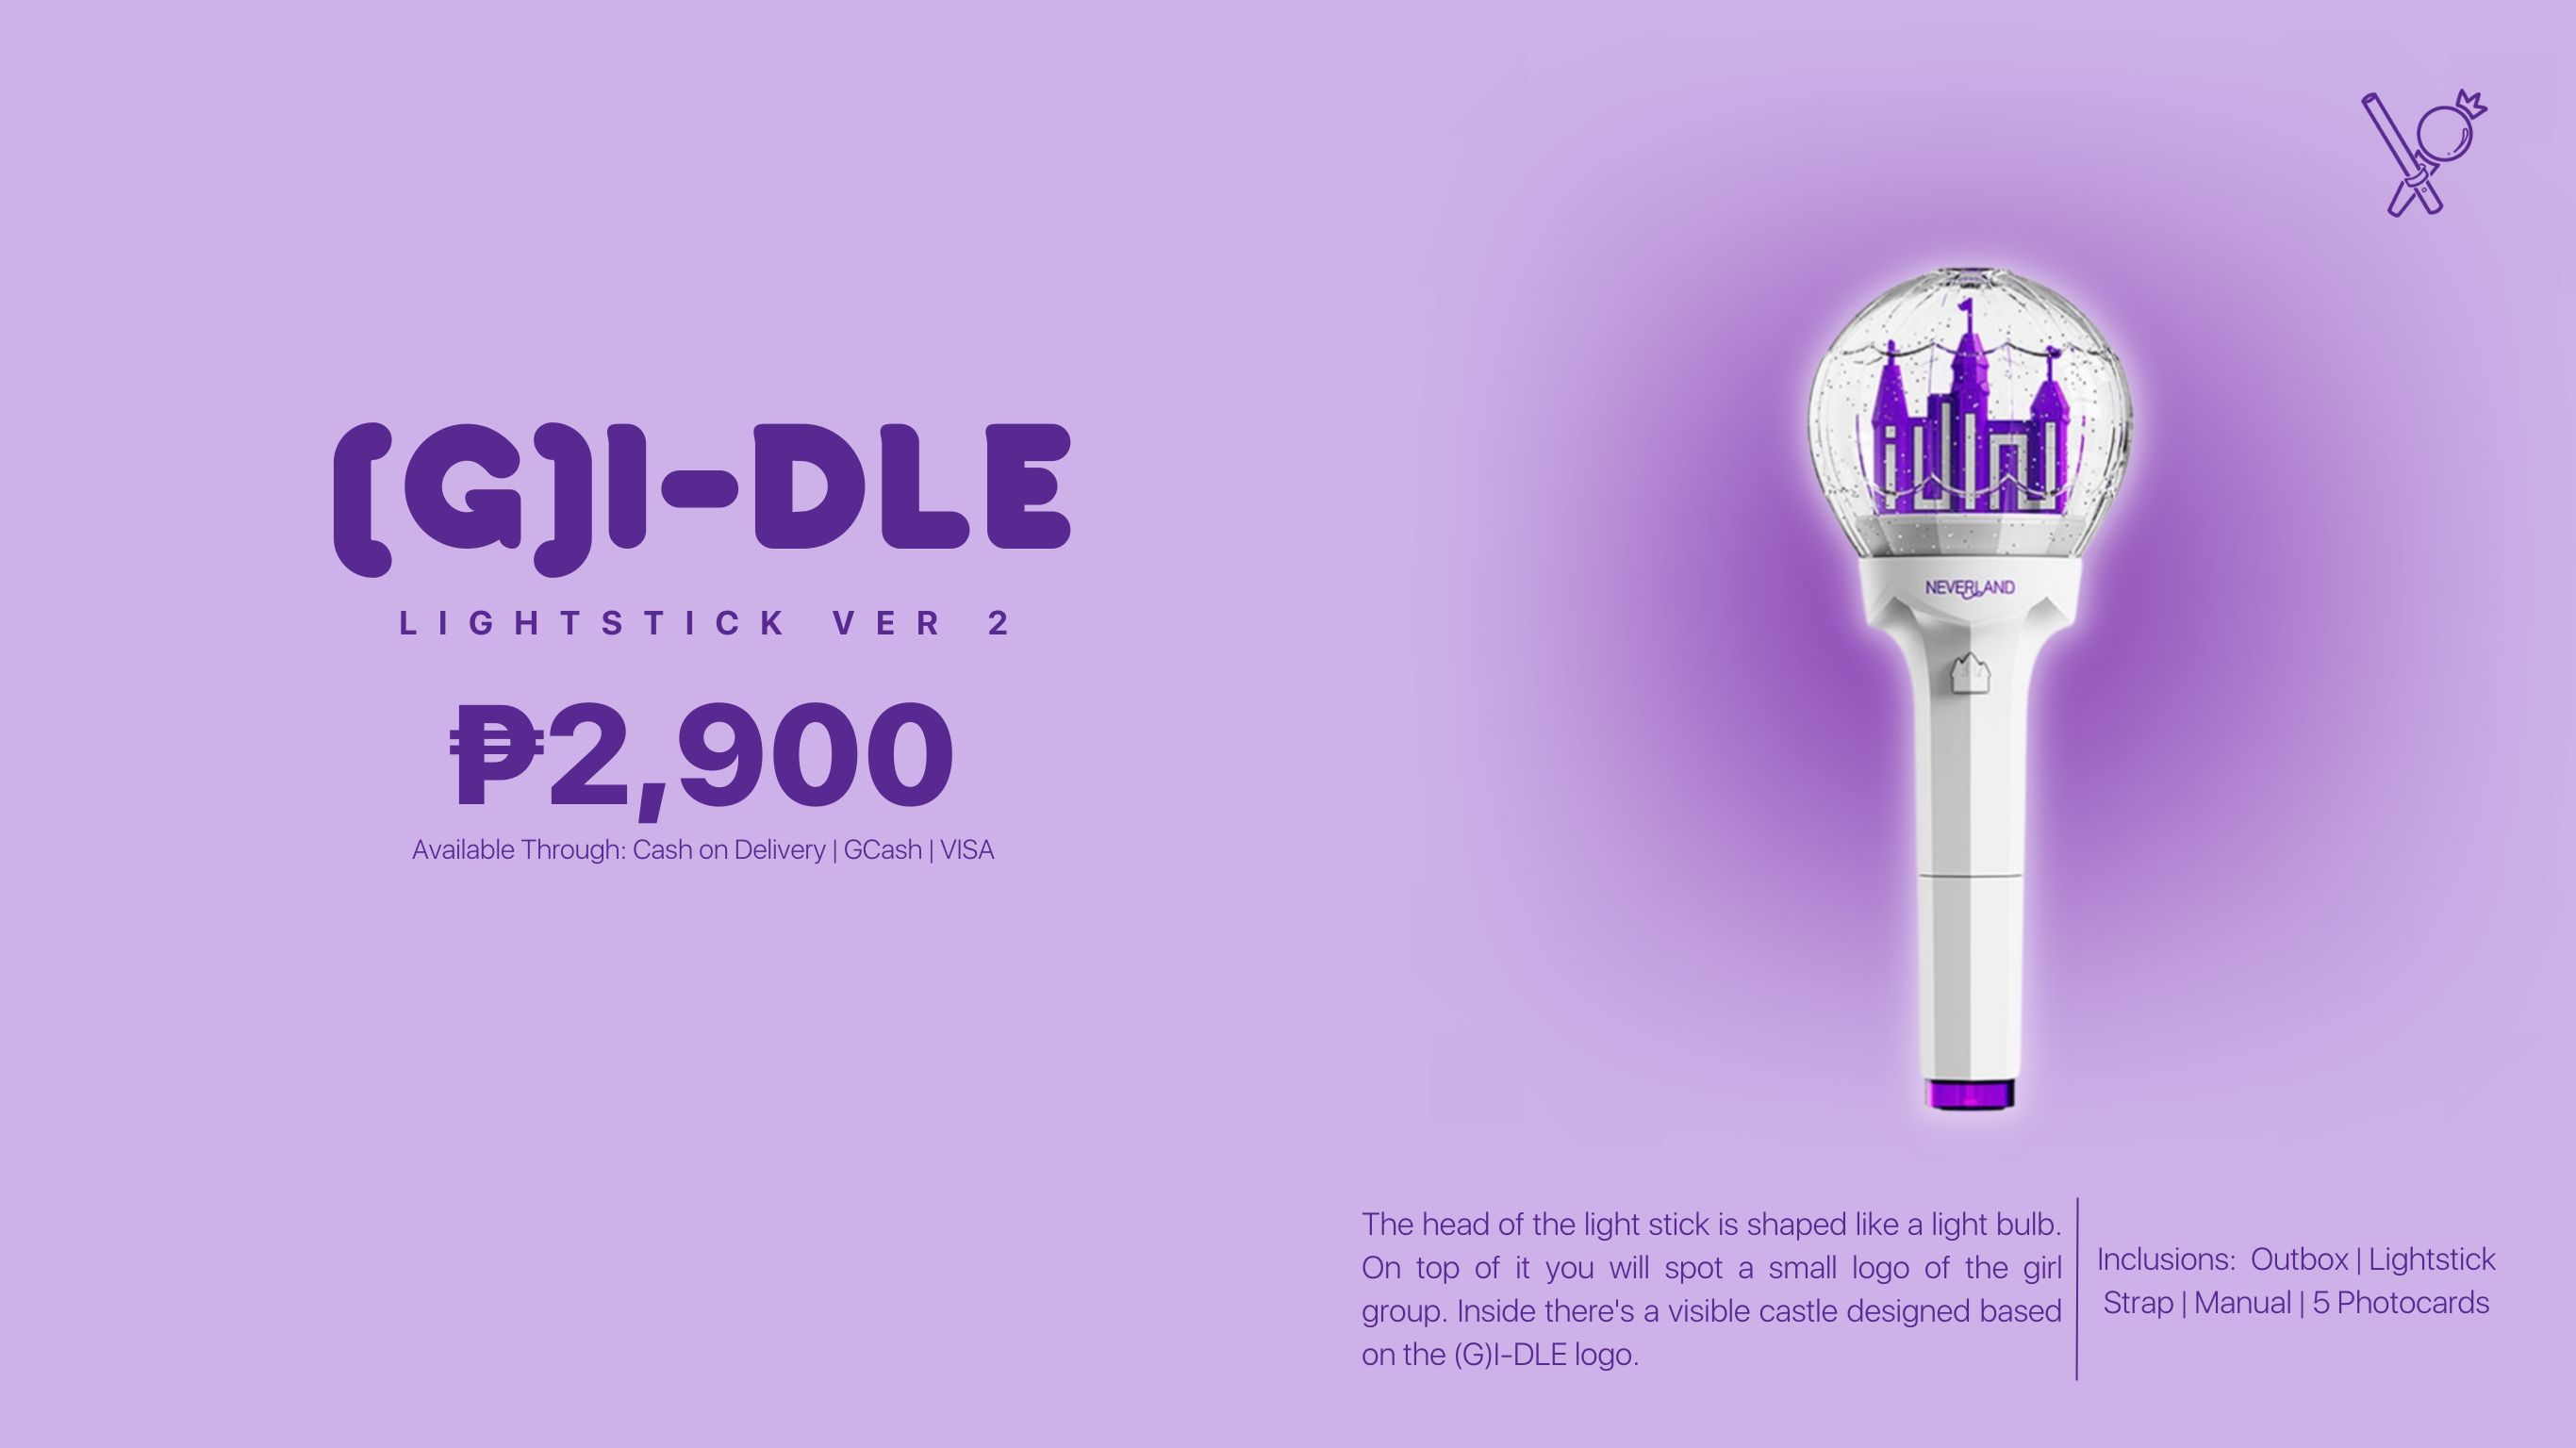 (G)I-DLE
LIGHTSTICK VER 2
₱2,900
Available Through: Cash on Delivery | GCash | VISA
NEVERLAND
The head of the light stick is shaped like a light bulb.
On top of it you will spot a small logo of the girl
group. Inside there's a visible castle designed based
on the (G)I-DLE logo.
Inclusions: Outbox | Lightstick
Strap | Manual | 5 Photocards